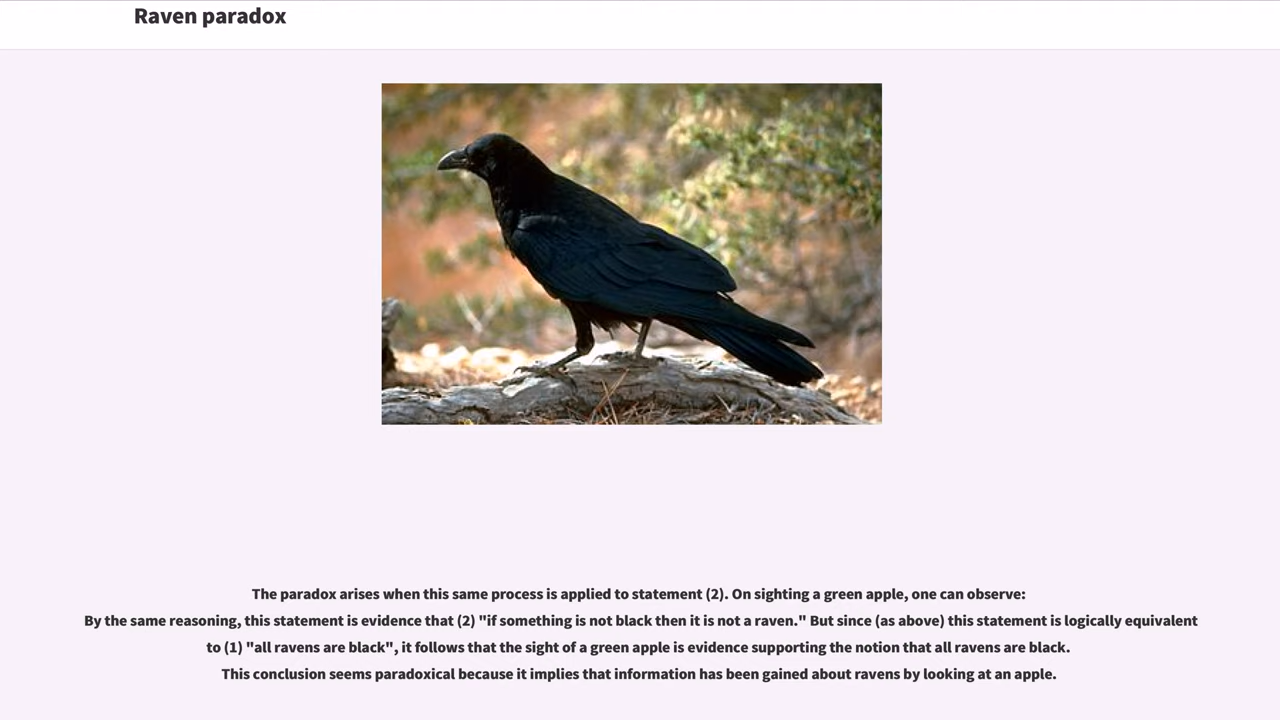 Raven paradox
The paradox arises when this same process is applied to statement (2). On sighting a green apple, one can observe:
By the same reasoning, this statement is evidence that (2) "if something is not black then it is not a raven." But since (as above) this statement is logically equivalent
to (1) "all ravens are black", it follows that the sight of a green apple is evidence supporting the notion that all ravens are black.
This conclusion seems paradoxical because it implies that information has been gained about ravens by looking at an apple.